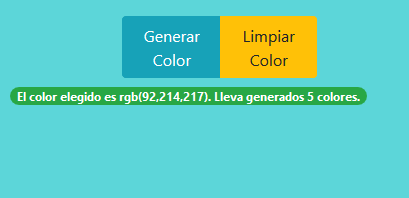 Generar Limpiar
Color Color
El color elegido es rgb(92,214,217). Lleva generados 5 colores.